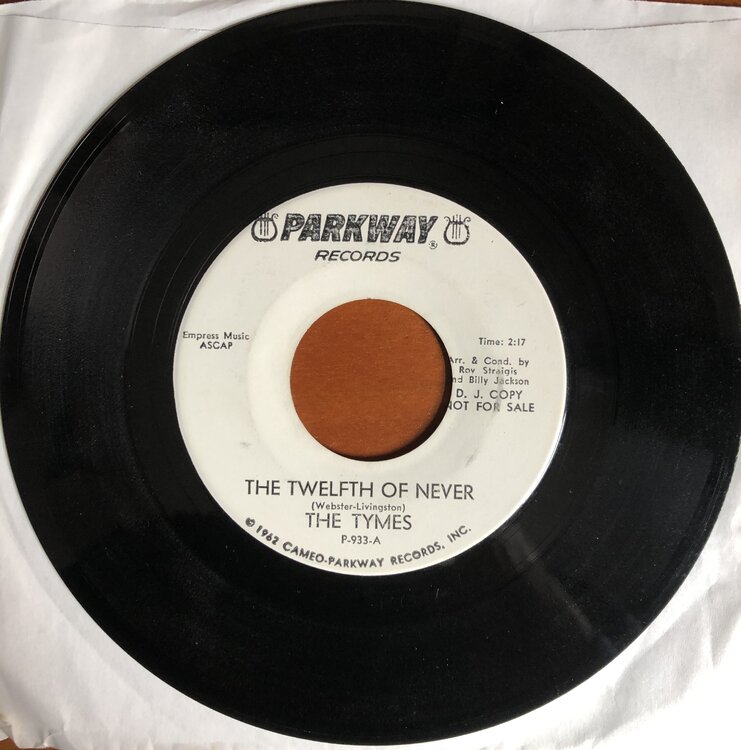 PARKWAY®
RECORDS
Empress Music
ASCAP
Time: 2:17
Arr. & Cond. by
Roy Straigis
nd Billy Jackson
D. J. COPY
NOT FOR SALE
THE TWELFTH OF NEVER
(Webster-Livingston)
THE TYMES
P-933-A
© 1962 CAMEO-PARKWAY RECORDS, INC.